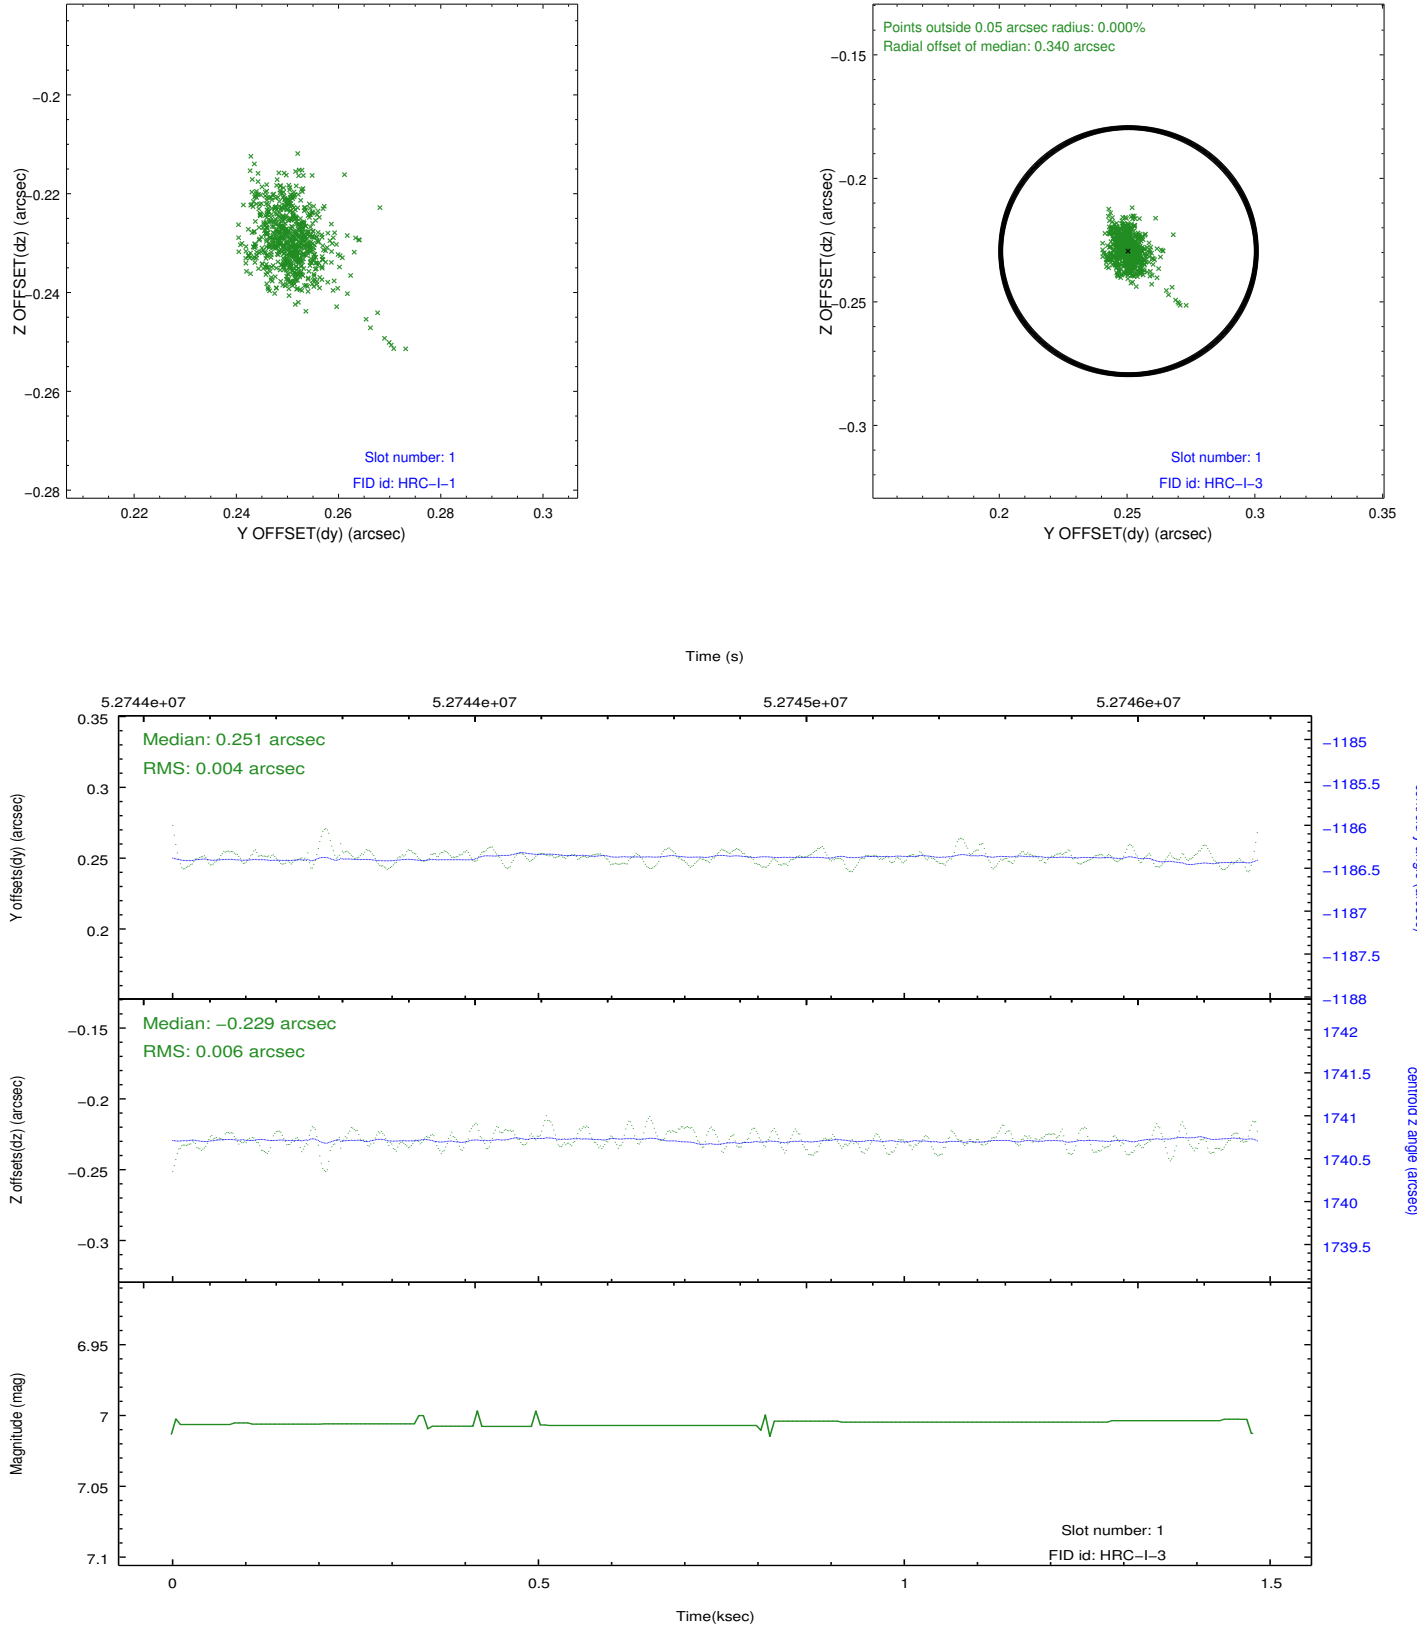 −0.2
−0.22
−0.24
−0.26
−0.28
Z OFFSET(dz) (arcsec)
0.22
0.24
0.26
0.28
0.3
Y OFFSET(dy) (arcsec)
Slot number: 1
FID id: HRC−I−1
Points outside 0.05 arcsec radius: 0.000%
Radial offset of median: 0.340 arcsec
−0.15
−0.2
−0.25
−0.3
Z OFFSET(dz) (arcsec)
0.2
0.25
0.3
0.35
Y OFFSET(dy) (arcsec)
Slot number: 1
FID id: HRC−I−3
Time (s)
5.2744e+07
5.2744e+07
5.2745e+07
5.2746e+07
Median: 0.251 arcsec
RMS: 0.004 arcsec
0.35
0.3
0.25
0.2
Y offsets(dy) (arcsec)
−1185
−1185.5
−1186
−1186.5
−1187
−1187.5
−1188
Median: −0.229 arcsec
RMS: 0.006 arcsec
−0.15
−0.2
−0.25
−0.3
Z offsets(dz) (arcsec)
1742
1741.5
1741
1740.5
1740
1739.5
centroid z angle (arcsec)
6.95
7
7.05
7.1
Magnitude (mag)
Slot number: 1
FID id: HRC−I−3
0
0.5
1
1.5
Time(ksec)